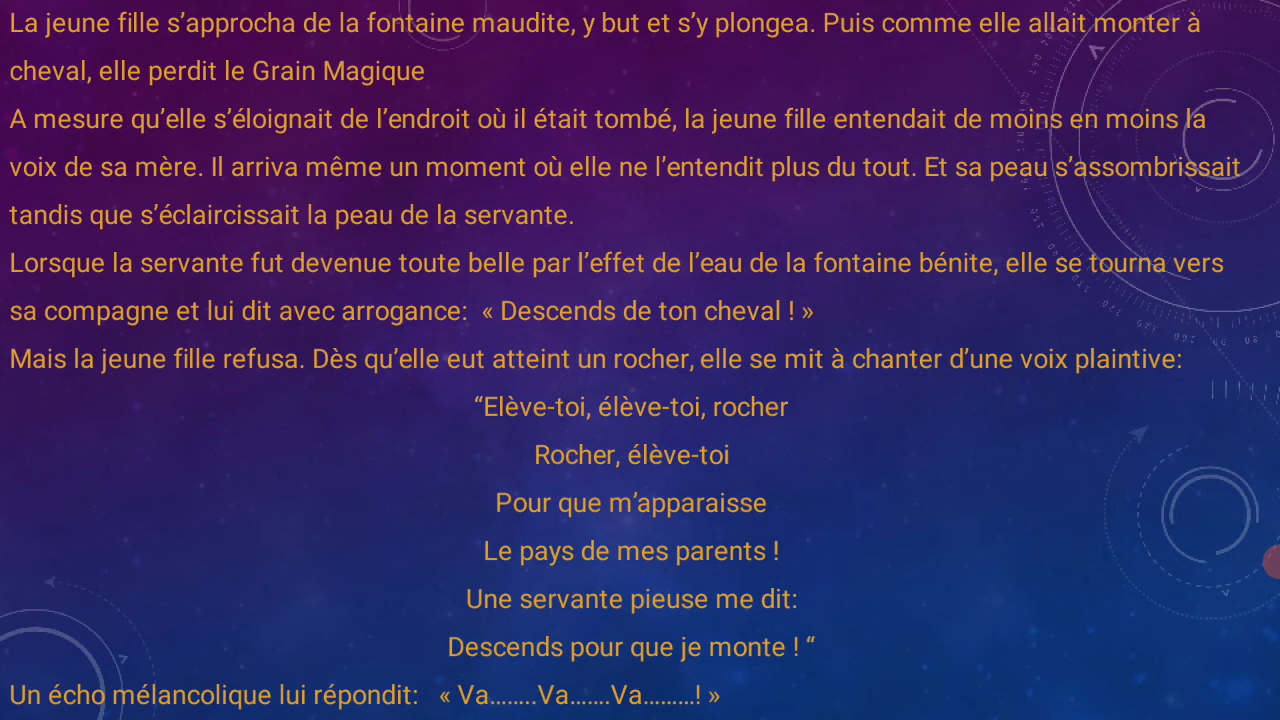 La jeune fille s’approcha de la fontaine maudite, y but et s’y plongea. Puis comme elle allait monter à
cheval, elle perdit le Grain Magique
A mesure qu’elle s’éloignait de l’endroit où il était tombé, la jeune fille entendait de moins en moins la
voix de sa mère. Il arriva même un moment où elle ne l’entendit plus du tout. Et sa peau s’assombrissait
tandis que s’éclaircissait la peau de la servante.
Lorsque la servante fut devenue toute belle par l’effet de l’eau de la fontaine bénite, elle se tourna vers
sa compagne et lui dit avec arrogance:  « Descends de ton cheval ! »
Mais la jeune fille refusa. Dès qu’elle eut atteint un rocher, elle se mit à chanter d’une voix plaintive:
“Elève-toi, élève-toi, rocher
Rocher, élève-toi
Pour que m’apparaisse
Le pays de mes parents !
Une servante pieuse me dit:
Descends pour que je monte ! “
Un écho mélancolique lui répondit:   « Va........Va.......Va.........! »